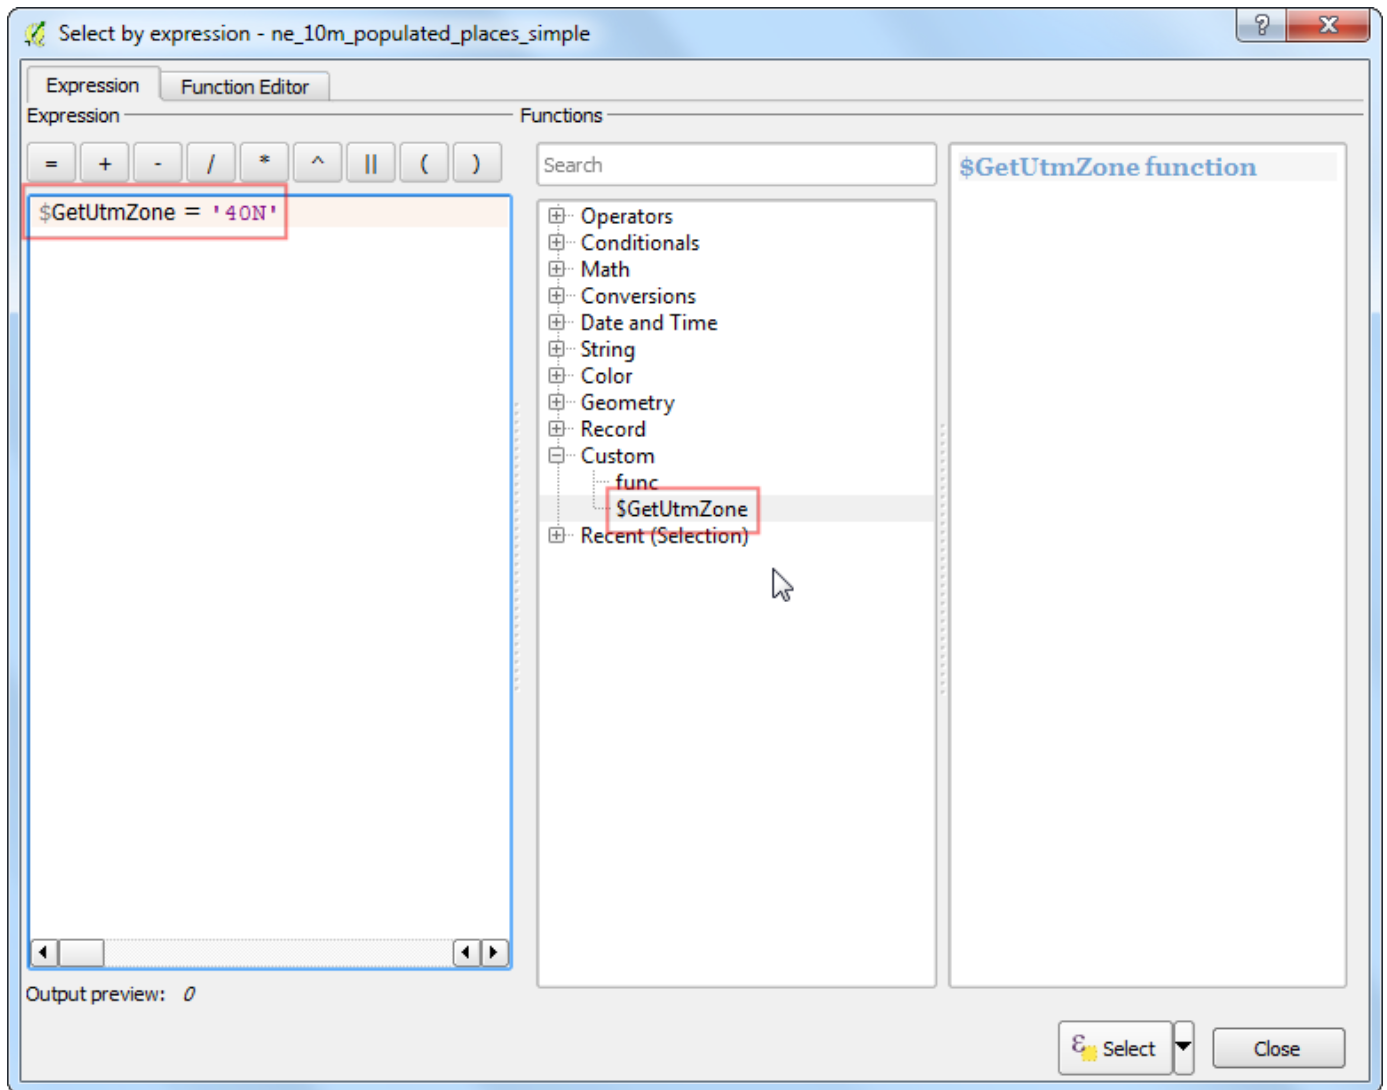 Select by expression - ne_10m_populated_places_simple
?
X
Expression
Function Editor
Expression
Functions
= + - / * ^ || ( )
Search
$GetUtmZone function
$GetUtmZone = '40N'
Operators
Conditionals
Math
Conversions
Date and Time
String
Color
Geometry
Record
Custom
func
$GetUtmZone
Recent (Selection)
Output preview: 0
ε Select
Close